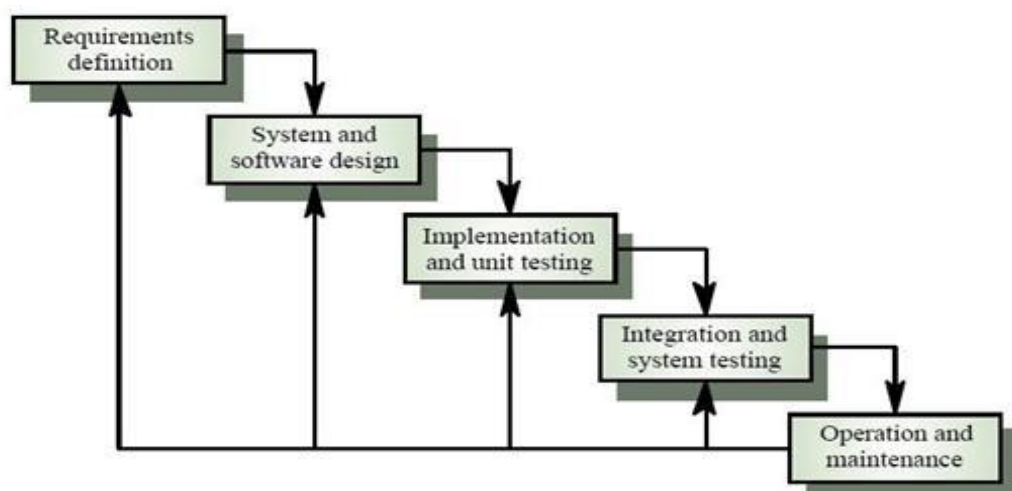 Requirements
definition
System and
software design
Implementation
and unit testing
Integration and
system testing
Operation and
maintenance